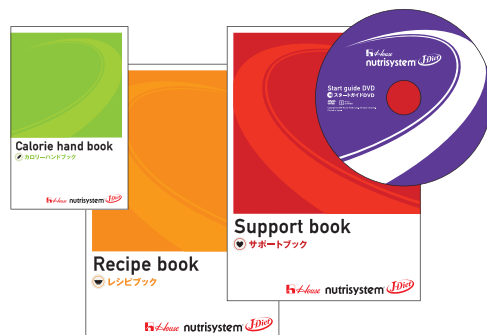 Calorie hand book
カロリーハンドブック
House nutrisystem J-Diet
Recipe book
レシピブック
House nutrisystem J-Diet
Support book
サポートブック
House nutrisystem J-Diet
House
nutrisystem J-Diet
Start guide DVD
スタートガイドDVD